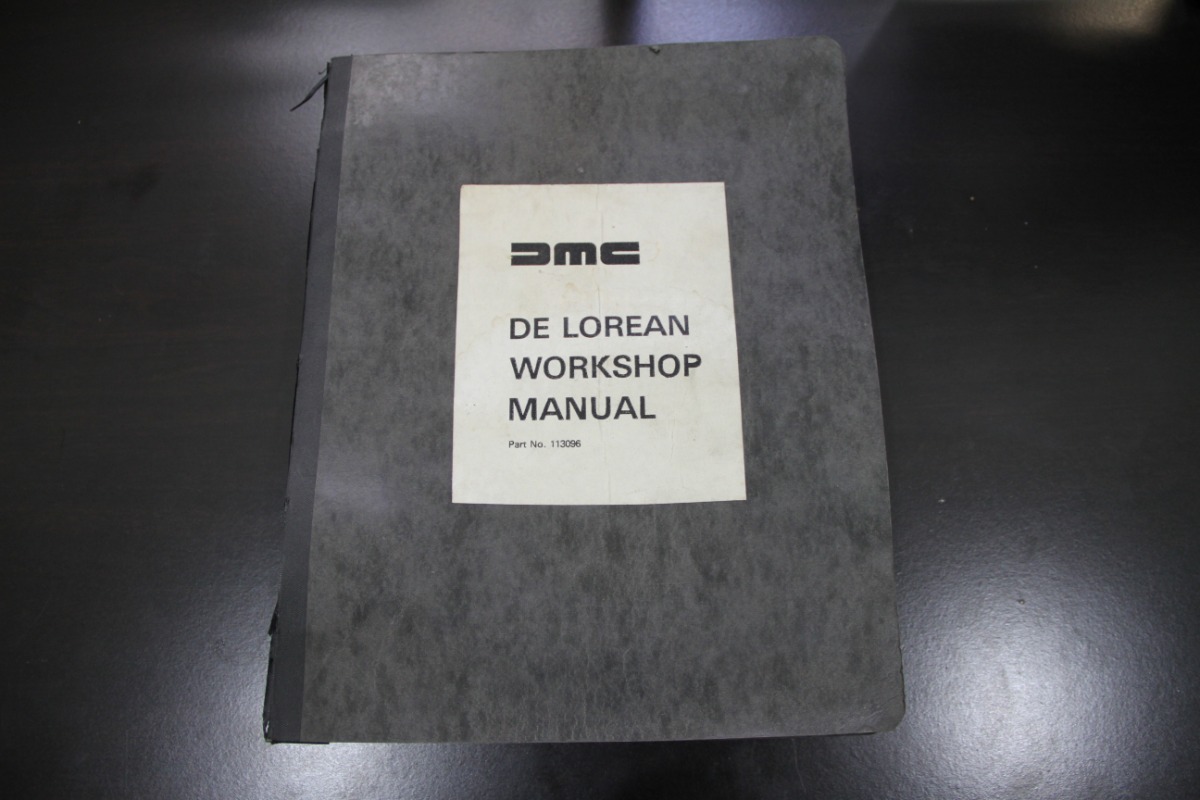 DMC
DE LOREAN
WORKSHOP
MANUAL
Part No. 113096